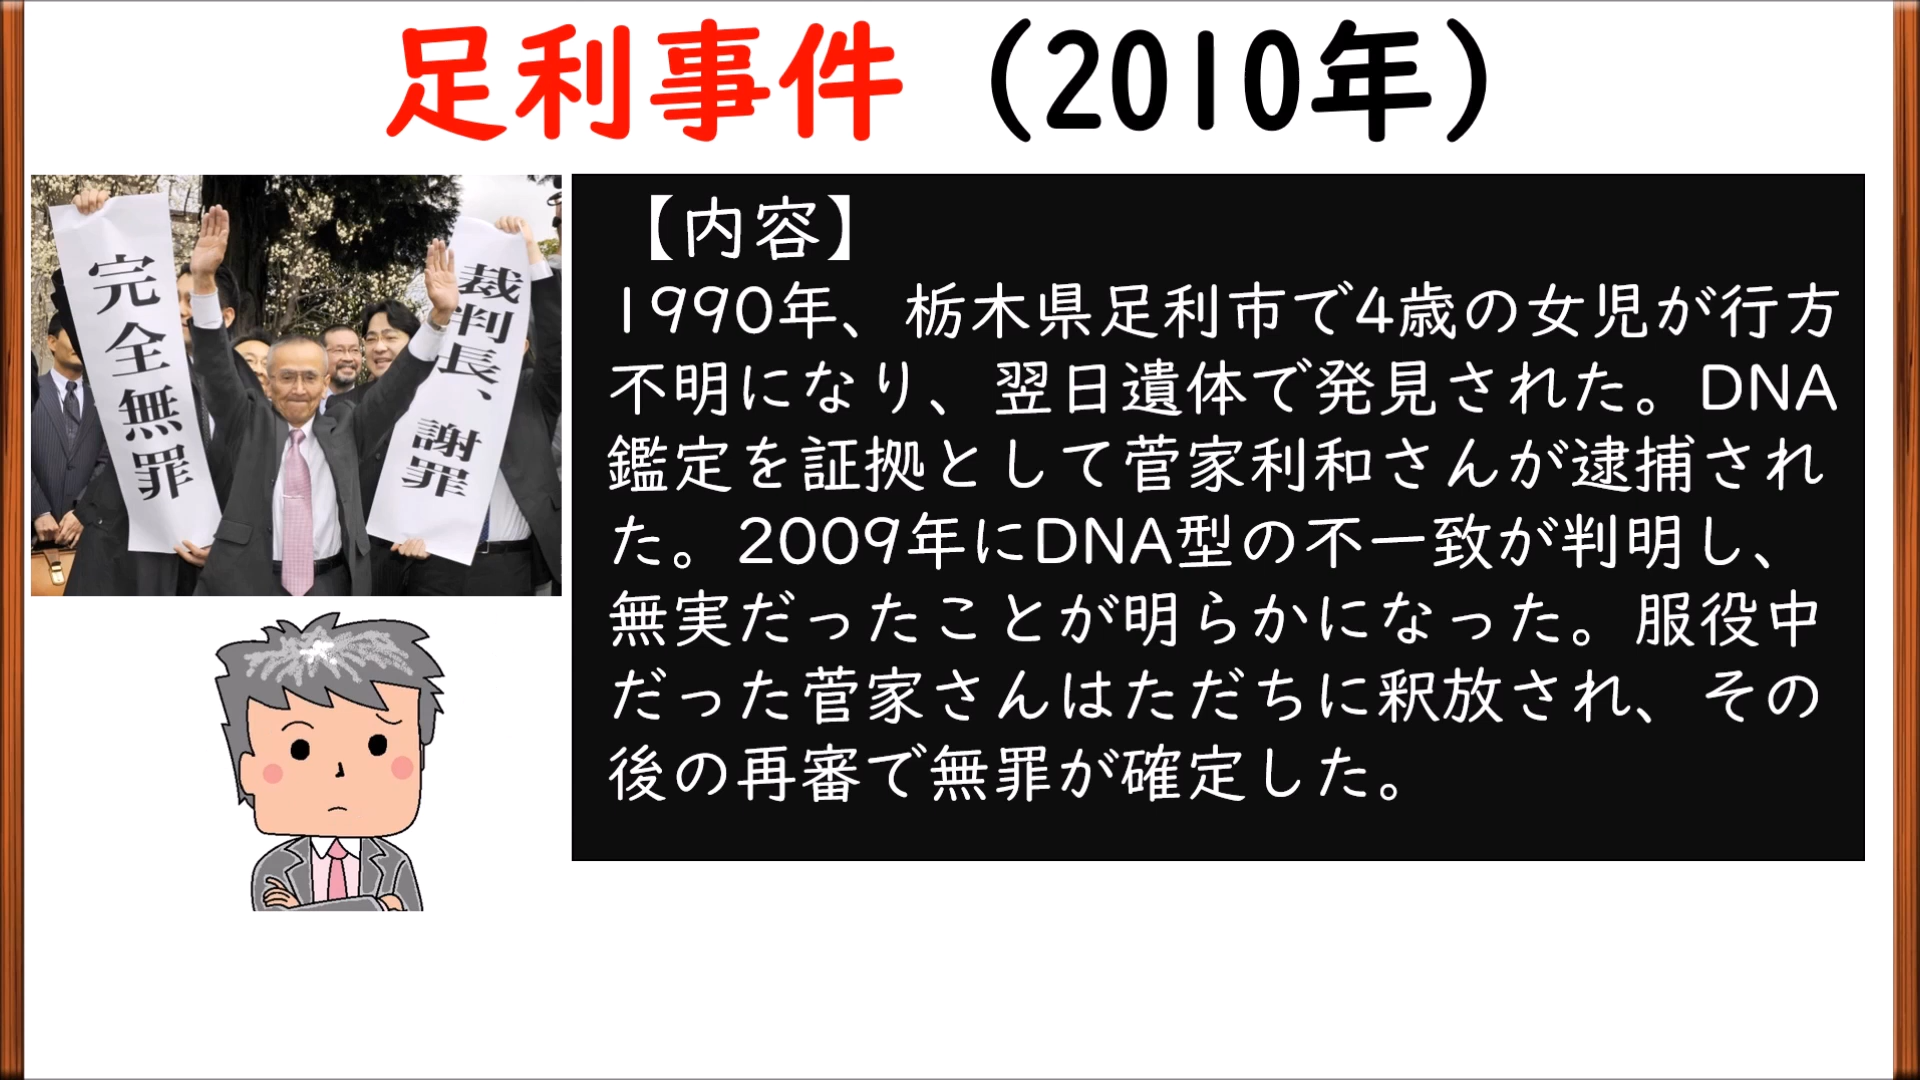 足利事件（2010年）
完全無罪
裁判長、謝罪
【内容】
1990年、栃木県足利市で4歳の女児が行方
不明になり、翌日遺体で発見された。DNA
鑑定を証拠として菅家利和さんが逮捕され
た。2009年にDNA型の不一致が判明し、
無実だったことが明らかになった。服役中
だった菅家さんはただちに釈放され、その
後の再審で無罪が確定した。